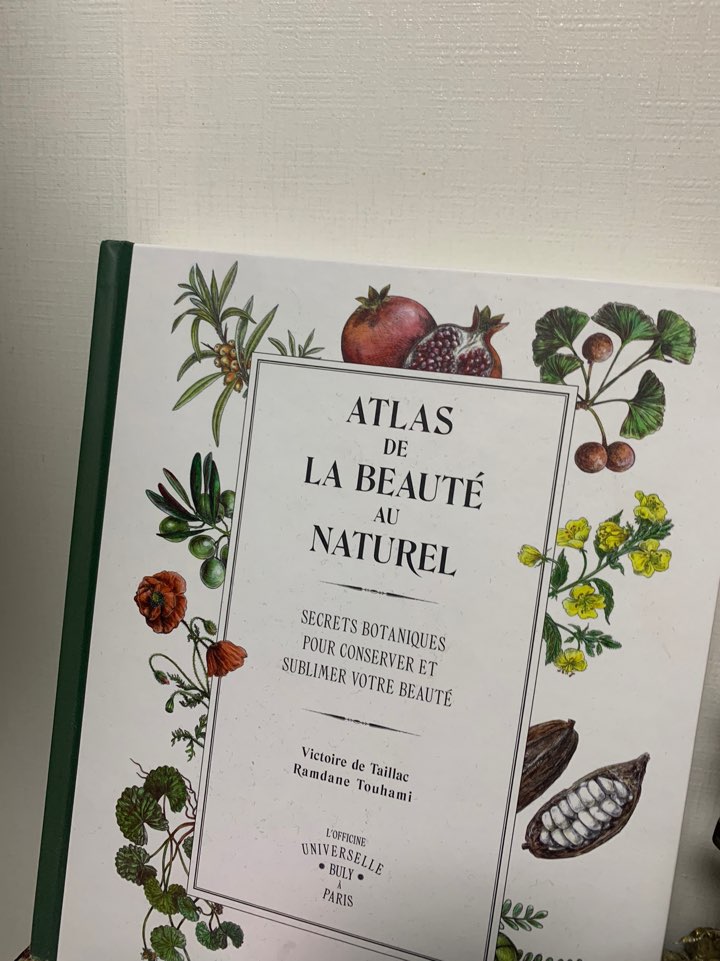 ATLAS
DE
LA BEAUTÉ
AU
NATUREL
SECRETS BOTANIQUES
POUR CONSERVER ET
SUBLIMER VOTRE BEAUTÉ
Victoire de Taillac
Ramdane Touhami
L'OFFICINE
UNIVERSELLE
• BULY •
À
PARIS